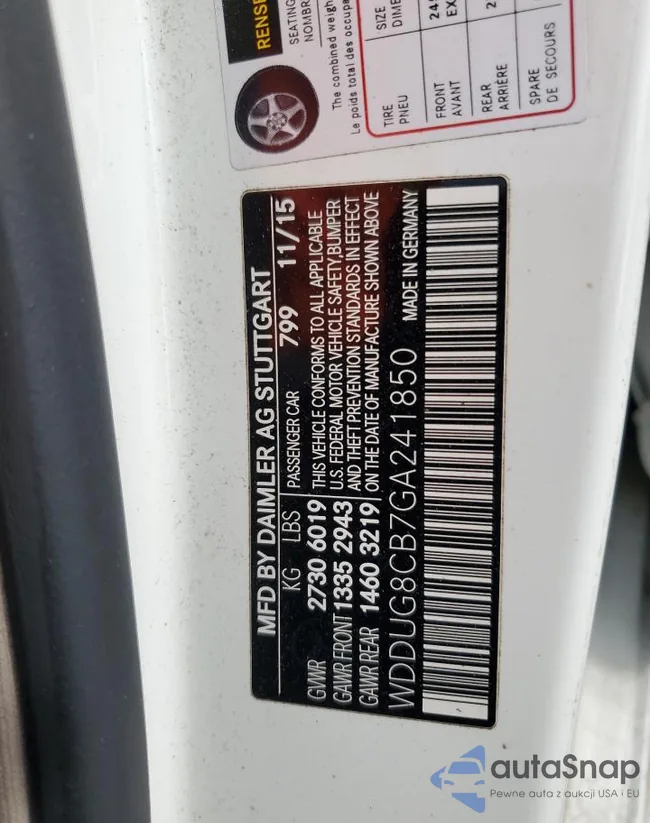 RENSE
SEATING
NOMBR
The combined weigh
Le poids total des occupa
TIRE
PNEU
SIZE
DIME
FRONT
AVANT
24
EX
REAR
ARRIÈRE
2
SPARE
DE SECOURS
MFD BY DAIMLER AG STUTTGART
KG LBS PASSENGER CAR 799 11/15
GVWR 2730 6019
GAWR FRONT 1335 2943
GAWR REAR 1460 3219
THIS VEHICLE CONFORMS TO ALL APPLICABLE
U.S. FEDERAL MOTOR VEHICLE SAFETY,BUMPER
AND THEFT PREVENTION STANDARDS IN EFFECT
ON THE DATE OF MANUFACTURE SHOWN ABOVE
WDDUG8CB7GA241850 MADE IN GERMANY
autaSnap
Pewne auta z aukcji USA i EU